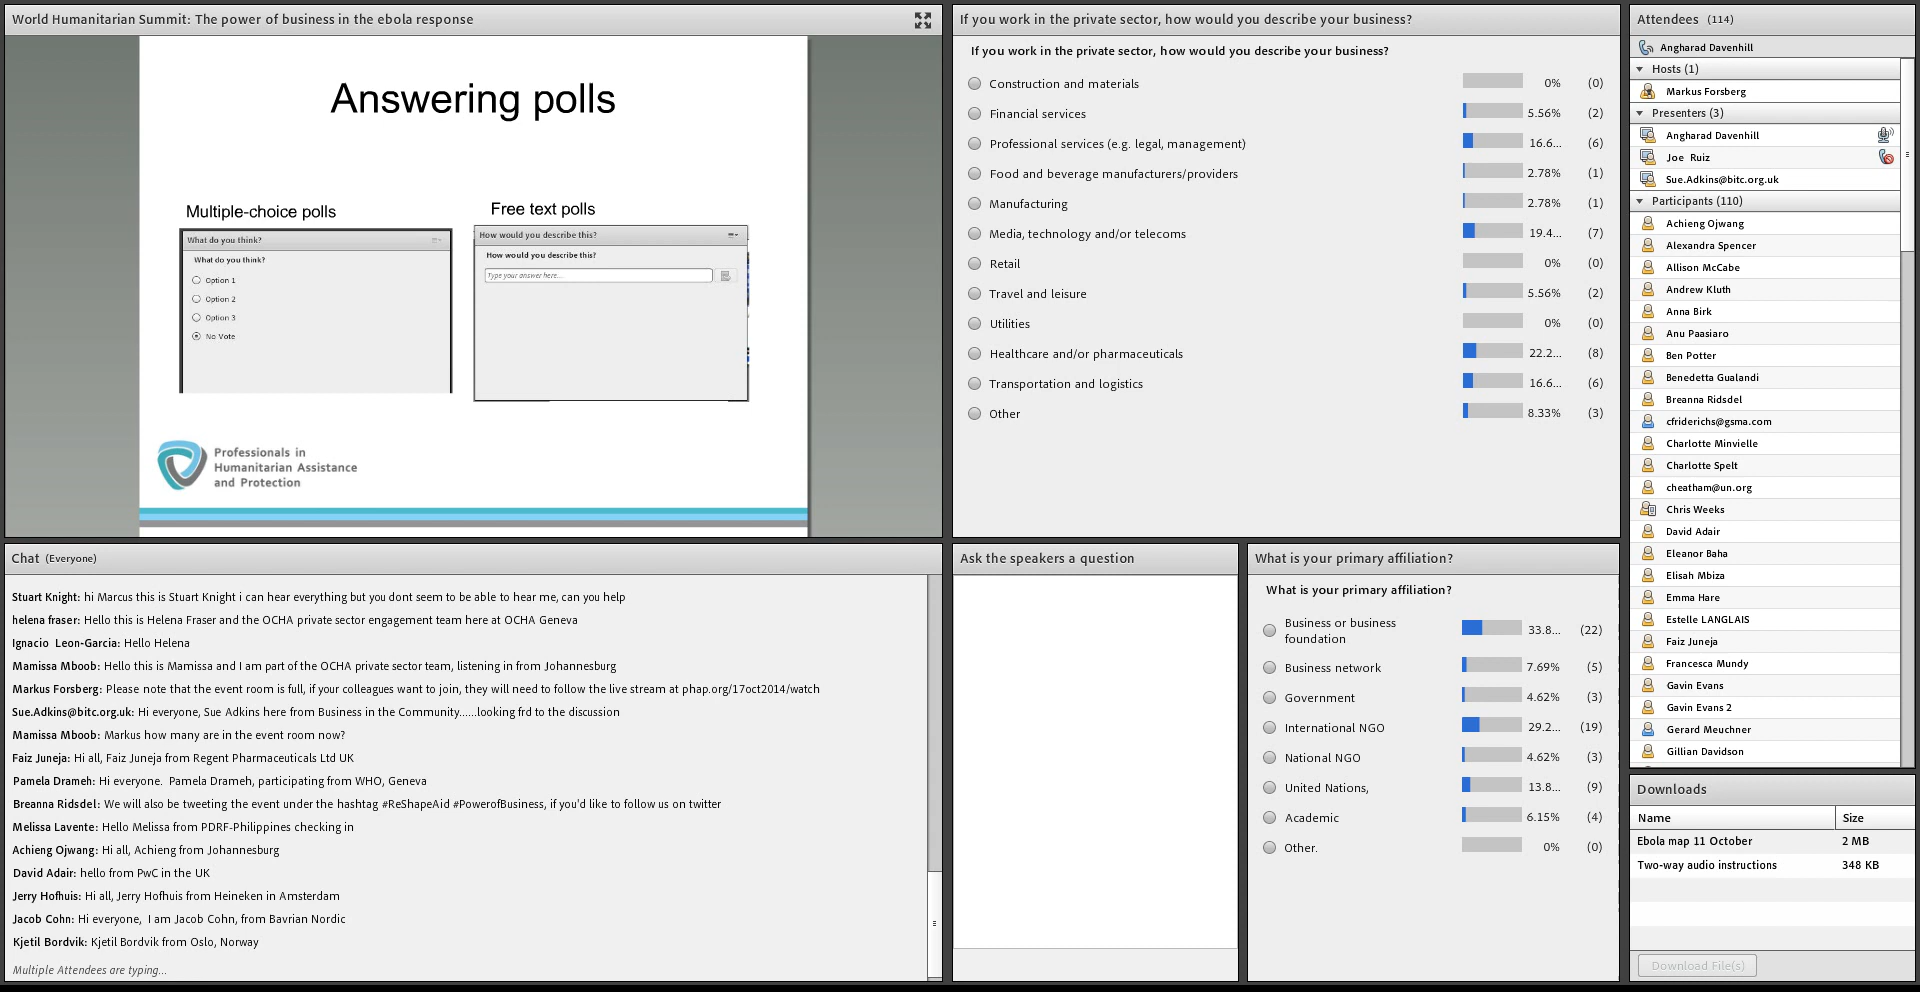 World Humanitarian Summit: The power of business in the ebola response
Answering polls
Multiple-choice polls
What do you think?
What do you think?
Option 1
Option 2
Option 3
No Vote
Free text polls
How would you describe this?
How would you describe this?
Type your answer here...
Professionals in
Humanitarian Assistance
and Protection
If you work in the private sector, how would you describe your business?
If you work in the private sector, how would you describe your business?
Construction and materials 0% (0)
Financial services 5.56% (2)
Professional services (e.g. legal, management) 16.6... (6)
Food and beverage manufacturers/providers 2.78% (1)
Manufacturing 2.78% (1)
Media, technology and/or telecoms 19.4... (7)
Retail 0% (0)
Travel and leisure 5.56% (2)
Utilities 0% (0)
Healthcare and/or pharmaceuticals 22.2... (8)
Transportation and logistics 16.6... (6)
Other 8.33% (3)
Attendees (114)
Angharad Davenhill
Hosts (1)
Markus Forsberg
Presenters (3)
Angharad Davenhill
Joe Ruiz
Sue.Adkins@bitc.org.uk
Participants (110)
Achieng Ojwang
Alexandra Spencer
Allison McCabe
Andrew Kluth
Anna Birk
Anu Paasiaro
Ben Potter
Benedetta Gualandi
Breanna Ridsdel
cfriderichs@gsma.com
Charlotte Minvielle
Charlotte Spelt
cheatham@un.org
Chris Weeks
David Adair
Eleanor Baha
Elisah Mbiza
Emma Hare
Estelle LANGLAIS
Faiz Juneja
Francesca Mundy
Gavin Evans
Gavin Evans 2
Gerard Meuchner
Gillian Davidson
Chat (Everyone)
Stuart Knight: hi Marcus this is Stuart Knight i can hear everything but you dont seem to be able to hear me, can you help
helena fraser: Hello this is Helena Fraser and the OCHA private sector engagement team here at OCHA Geneva
Ignacio Leon-Garcia: Hello Helena
Mamissa Mboob: Hello this is Mamissa and I am part of the OCHA private sector team, listening in from Johannesburg
Markus Forsberg: Please note that the event room is full, if your colleagues want to join, they will need to follow the live stream at phap.org/17oct2014/watch
Sue.Adkins@bitc.org.uk: Hi everyone, Sue Adkins here from Business in the Community......looking frd to the discussion
Mamissa Mboob: Markus how many are in the event room now?
Faiz Juneja: Hi all, Faiz Juneja from Regent Pharmaceuticals Ltd UK
Pamela Drameh: Hi everyone. Pamela Drameh, participating from WHO, Geneva
Breanna Ridsdel: We will also be tweeting the event under the hashtag #ReShapeAid #PowerofBusiness, if you'd like to follow us on twitter
Melissa Lavente: Hello Melissa from PDRF-Philippines checking in
Achieng Ojwang: Hi all, Achieng from Johannesburg
David Adair: hello from PwC in the UK
Jerry Hofhuis: Hi all, Jerry Hofhuis from Heineken in Amsterdam
Jacob Cohn: Hi everyone, I am Jacob Cohn, from Bavrian Nordic
Kjetil Bordvik: Kjetil Bordvik from Oslo, Norway
Multiple Attendees are typing...
Ask the speakers a question
What is your primary affiliation?
What is your primary affiliation?
Business or business
foundation 33.8... (22)
Business network 7.69% (5)
Government 4.62% (3)
International NGO 29.2... (19)
National NGO 4.62% (3)
United Nations, 13.8... (9)
Academic 6.15% (4)
Other. 0% (0)
Downloads
Name Size
Ebola map 11 October 2 MB
Two-way audio instructions 348 KB
Download File(s)